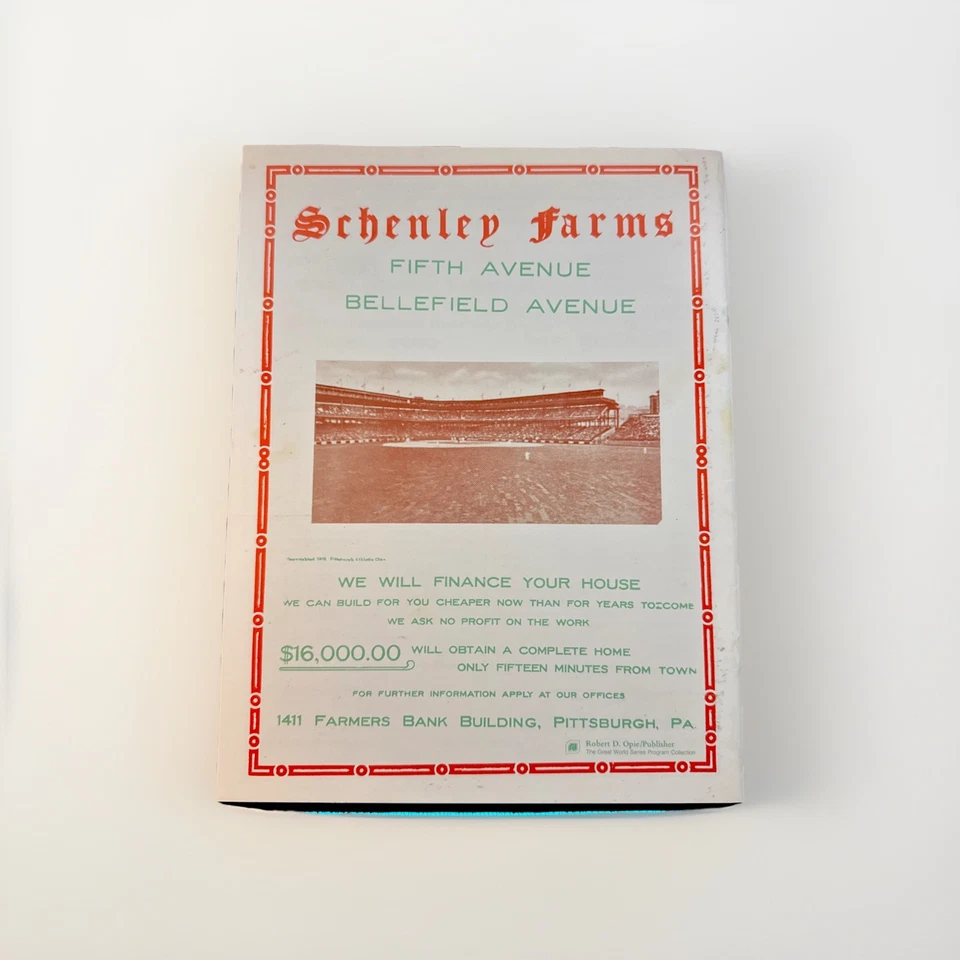 Schenley Farms
FIFTH AVENUE
BELLEFIELD AVENUE
WE WILL FINANCE YOUR HOUSE
WE CAN BUILD FOR YOU CHEAPER NOW THAN FOR YEARS TO=COME
WE ASK NO PROFIT ON THE WORK
$16,000.00 WILL OBTAIN A COMPLETE HOME
ONLY FIFTEEN MINUTES FROM TOWN
FOR FURTHER INFORMATION APPLY AT OUR OFFICES
1411 FARMERS BANK BUILDING, PITTSBURGH, PA.
Robert D. Opie/Publisher
The Great World Series Program Collection